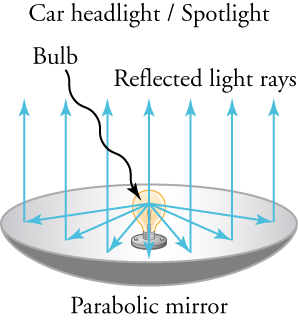 Car headlight / Spotlight
Bulb
Reflected light rays
Parabolic mirror